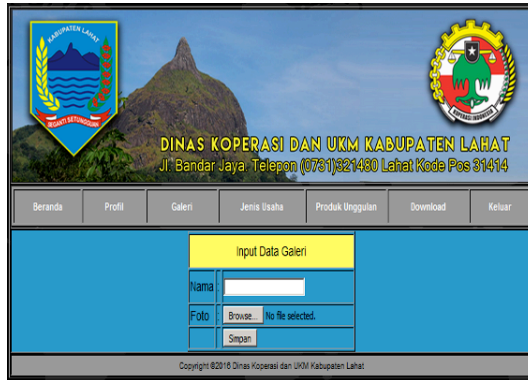 KABUPATEN LAHAT
BEGANTI SETUNGGUAN
KOPERASI INDONESIA
DINAS KOPERASI DAN UKM KABUPATEN LAHAT
Jl. Bandar Jaya. Telepon (0731)321480 Lahat Kode Pos 31414
Beranda Profil Galeri Jenis Usaha Produk Unggulan Download Keluar
Input Data Galeri
Nama :
Foto : Browse... No file selected.
Simpan
Copyright @2016 Dinas Koperasi dan UKM Kabupaten Lahat